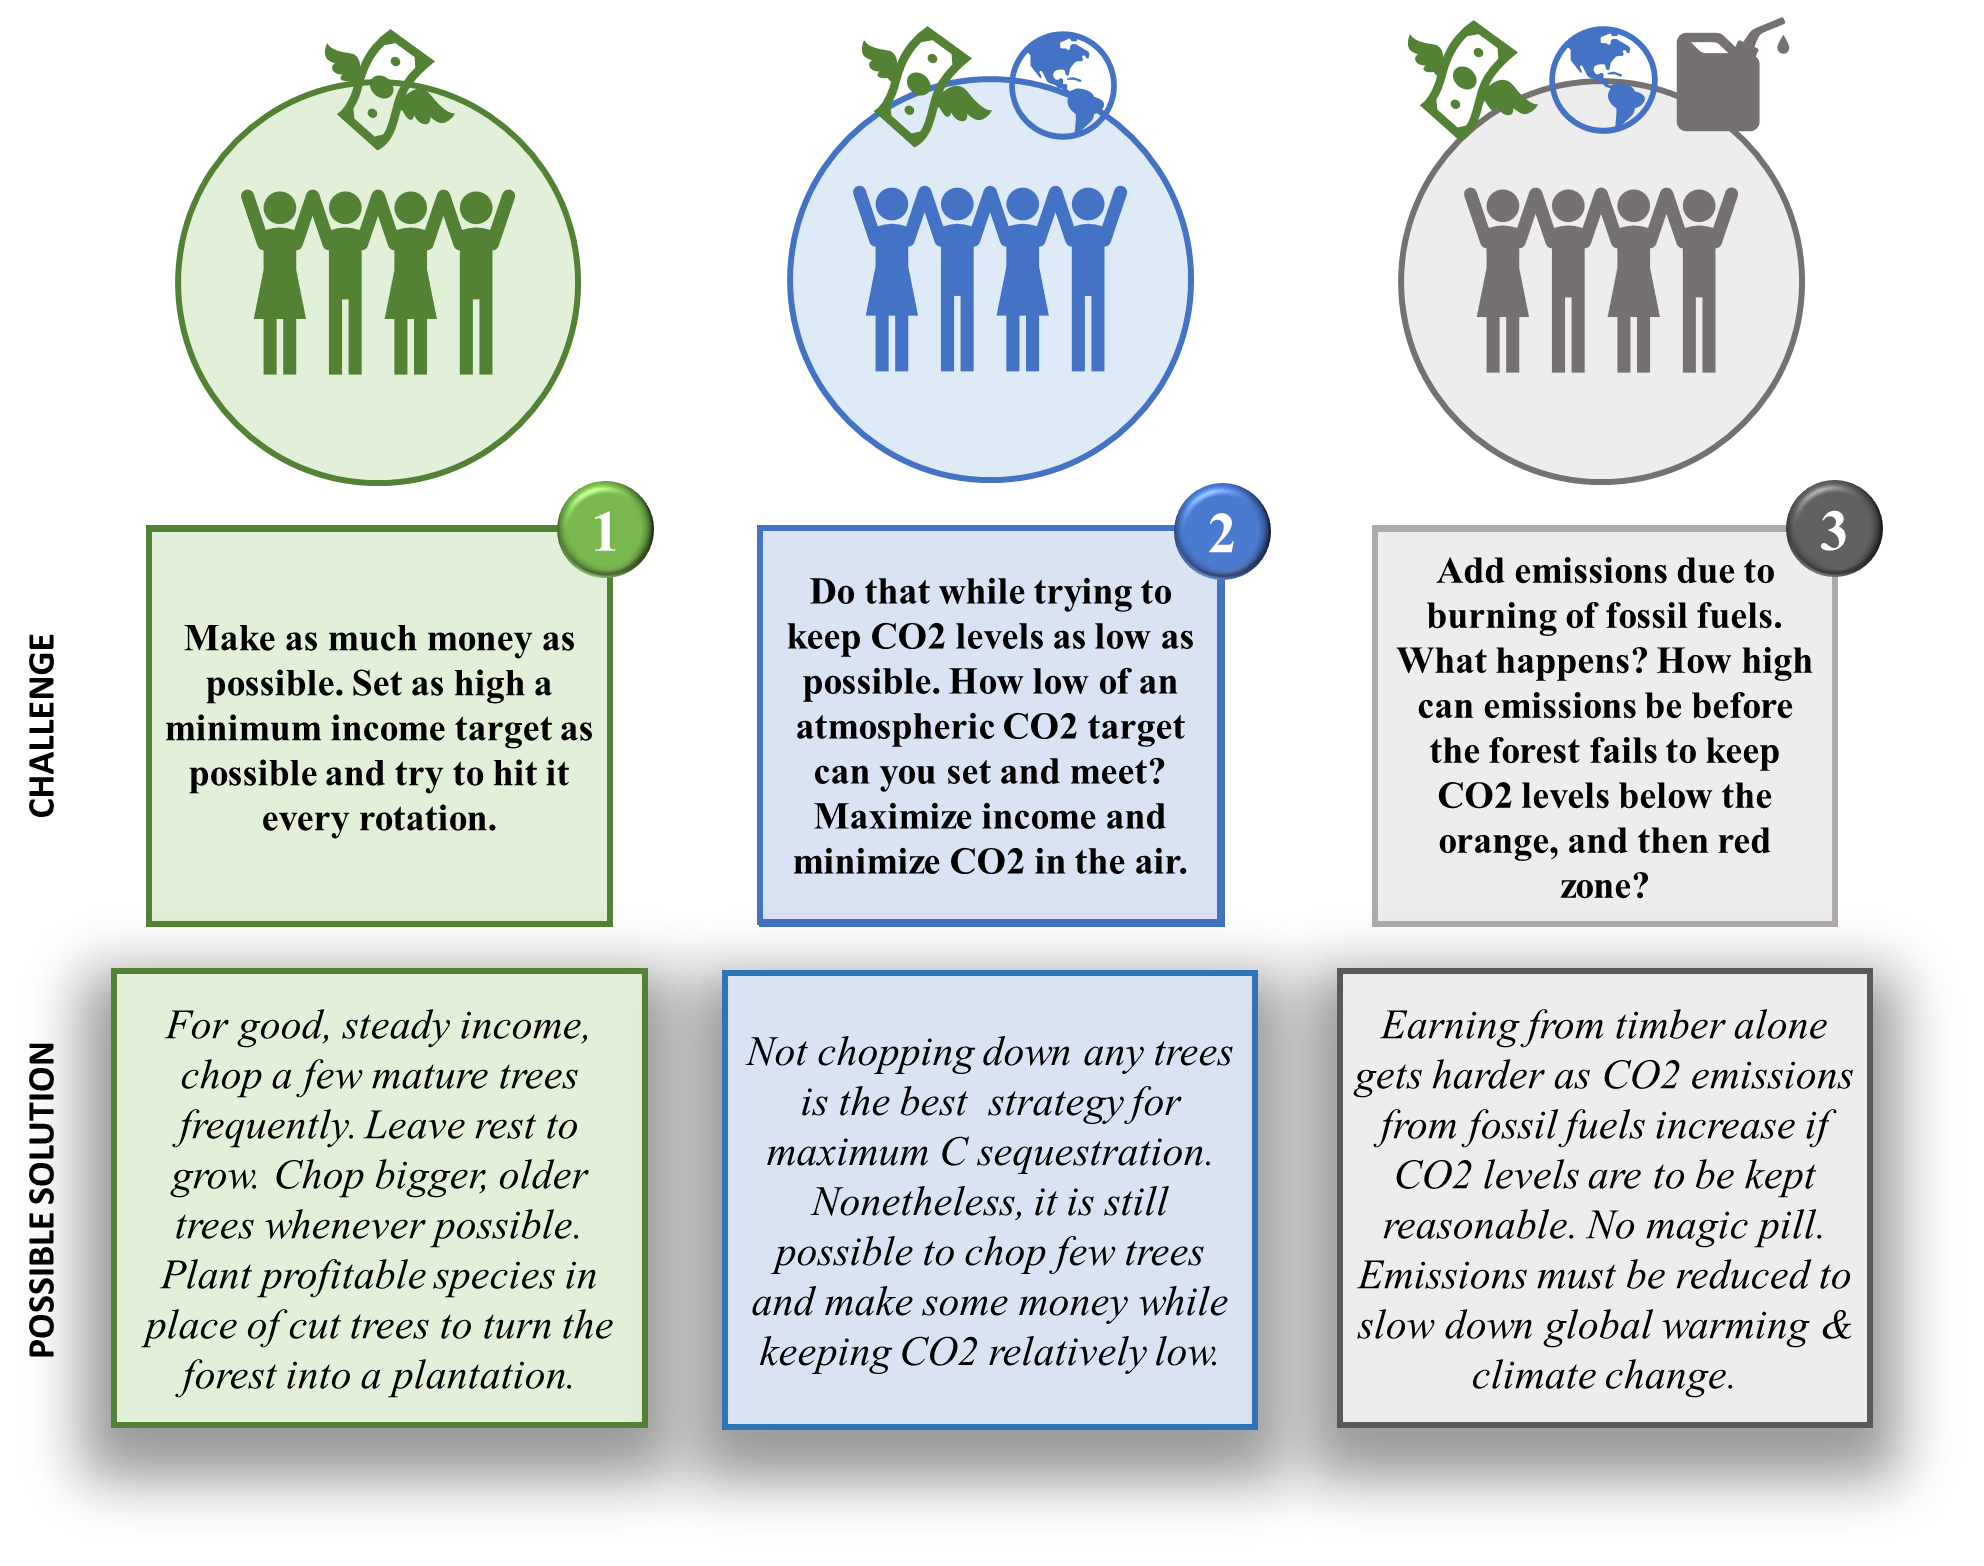 1
Make as much money as
possible. Set as high a
minimum income target as
possible and try to hit it
every rotation.
2
Do that while trying to
keep CO2 levels as low as
possible. How low of an
atmospheric CO2 target
can you set and meet?
Maximize income and
minimize CO2 in the air.
3
Add emissions due to
burning of fossil fuels.
What happens? How high
can emissions be before
the forest fails to keep
CO2 levels below the
orange, and then red
zone?
CHALLENGE
For good, steady income,
chop a few mature trees
frequently. Leave rest to
grow. Chop bigger, older
trees whenever possible.
Plant profitable species in
place of cut trees to turn the
forest into a plantation.
Not chopping down any trees
is the best strategy for
maximum C sequestration.
Nonetheless, it is still
possible to chop few trees
and make some money while
keeping CO2 relatively low.
Earning from timber alone
gets harder as CO2 emissions
from fossil fuels increase if
CO2 levels are to be kept
reasonable. No magic pill.
Emissions must be reduced to
slow down global warming &
climate change.
POSSIBLE SOLUTION